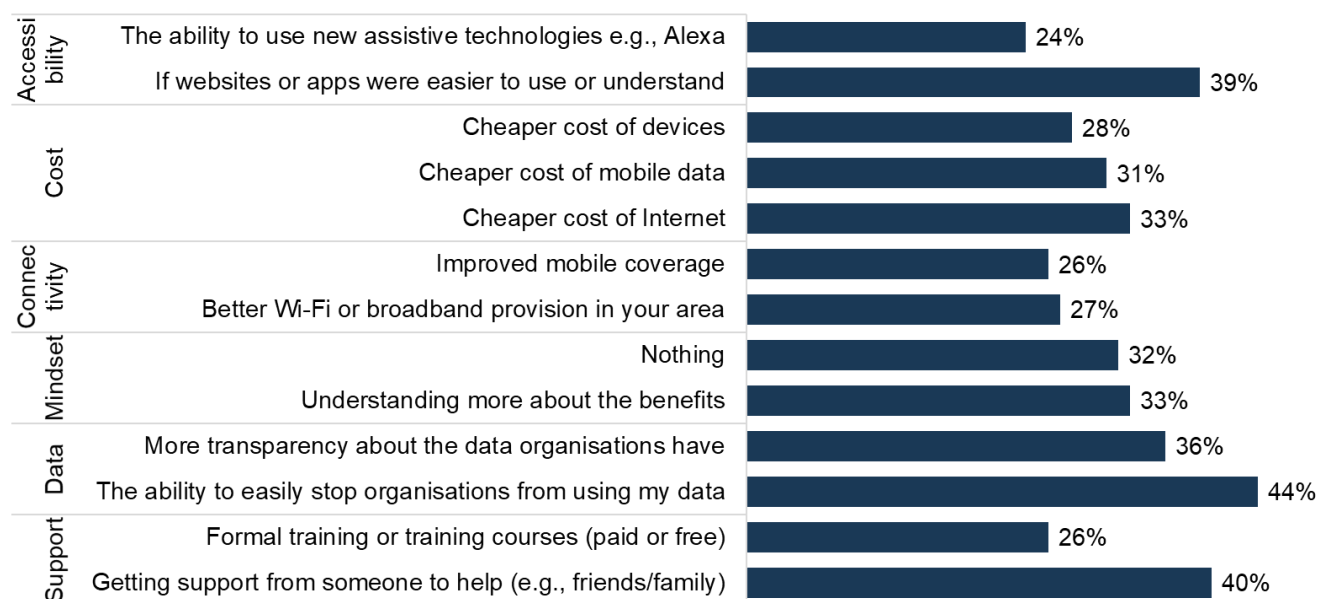 Accessi
bility
The ability to use new assistive technologies e.g., Alexa 24%
If websites or apps were easier to use or understand 39%
Cost
Cheaper cost of devices 28%
Cheaper cost of mobile data 31%
Cheaper cost of Internet 33%
Connec
tivity
Improved mobile coverage 26%
Better Wi-Fi or broadband provision in your area 27%
Mindset
Nothing 32%
Understanding more about the benefits 33%
Data
More transparency about the data organisations have 36%
The ability to easily stop organisations from using my data 44%
Support
Formal training or training courses (paid or free) 26%
Getting support from someone to help (e.g., friends/family) 40%